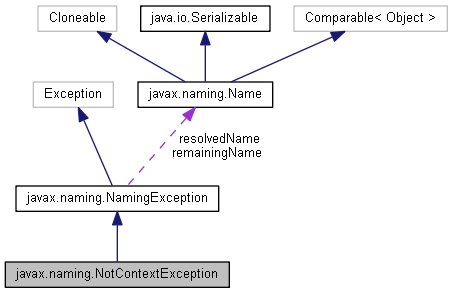 Cloneable
java.io.Serializable
Comparable< Object >
Exception
javax.naming.Name
resolvedName
remainingName
javax.naming.NamingException
javax.naming.NotContextException